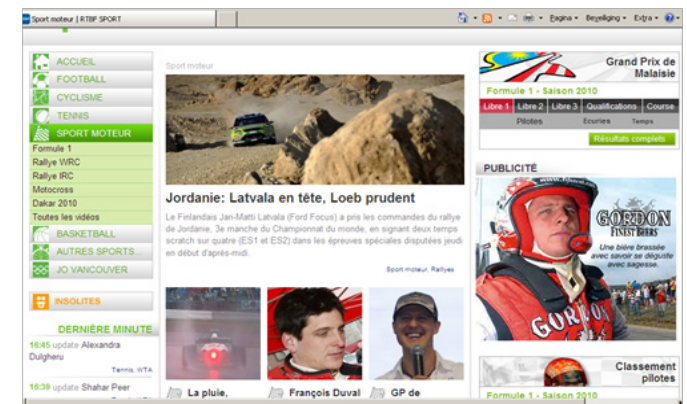 Sport moteur | RTBF SPORT
Pagina
Beveiliging
Extra
ACCUEIL
FOOTBALL
CYCLISME
TENNIS
SPORT MOTEUR
Formule 1
Rallye WRC
Rallye IRC
Motocross
Dakar 2010
Toutes les vidéos
BASKETBALL
AUTRES SPORTS...
JO VANCOUVER
INSOLITES
DERNIÈRE MINUTE
16:45 update Alexandra
Dulgheru
Tennis, WTA
16:39 update Shahar Peer
Tennis, WTA
Sport moteur
Jordanie: Latvala en tête, Loeb prudent
Le Finlandais Jari-Matti Latvala (Ford Focus) a pris les commandes du rallye
de Jordanie, 3e manche du Championnat du monde, en signant deux temps
scratch sur quatre (ES1 et ES2) dans les épreuves spéciales disputées jeudi
en début d'après-midi.
Sport moteur, Rallyes
La pluie,
François Duval
GP de
Grand Prix de
Malaisie
Formule 1 - Saison 2010
Libre 1 Libre 2 Libre 3 Qualifications Course
Pilotes Ecuries Temps
Résultats complets
PUBLICITÉ
GORDON
FINEST BEERS
Une bière brassée
avec savoir se déguste
avec sagesse.
GORDON
Classement
pilotes
Formule 1 - Saison 2010